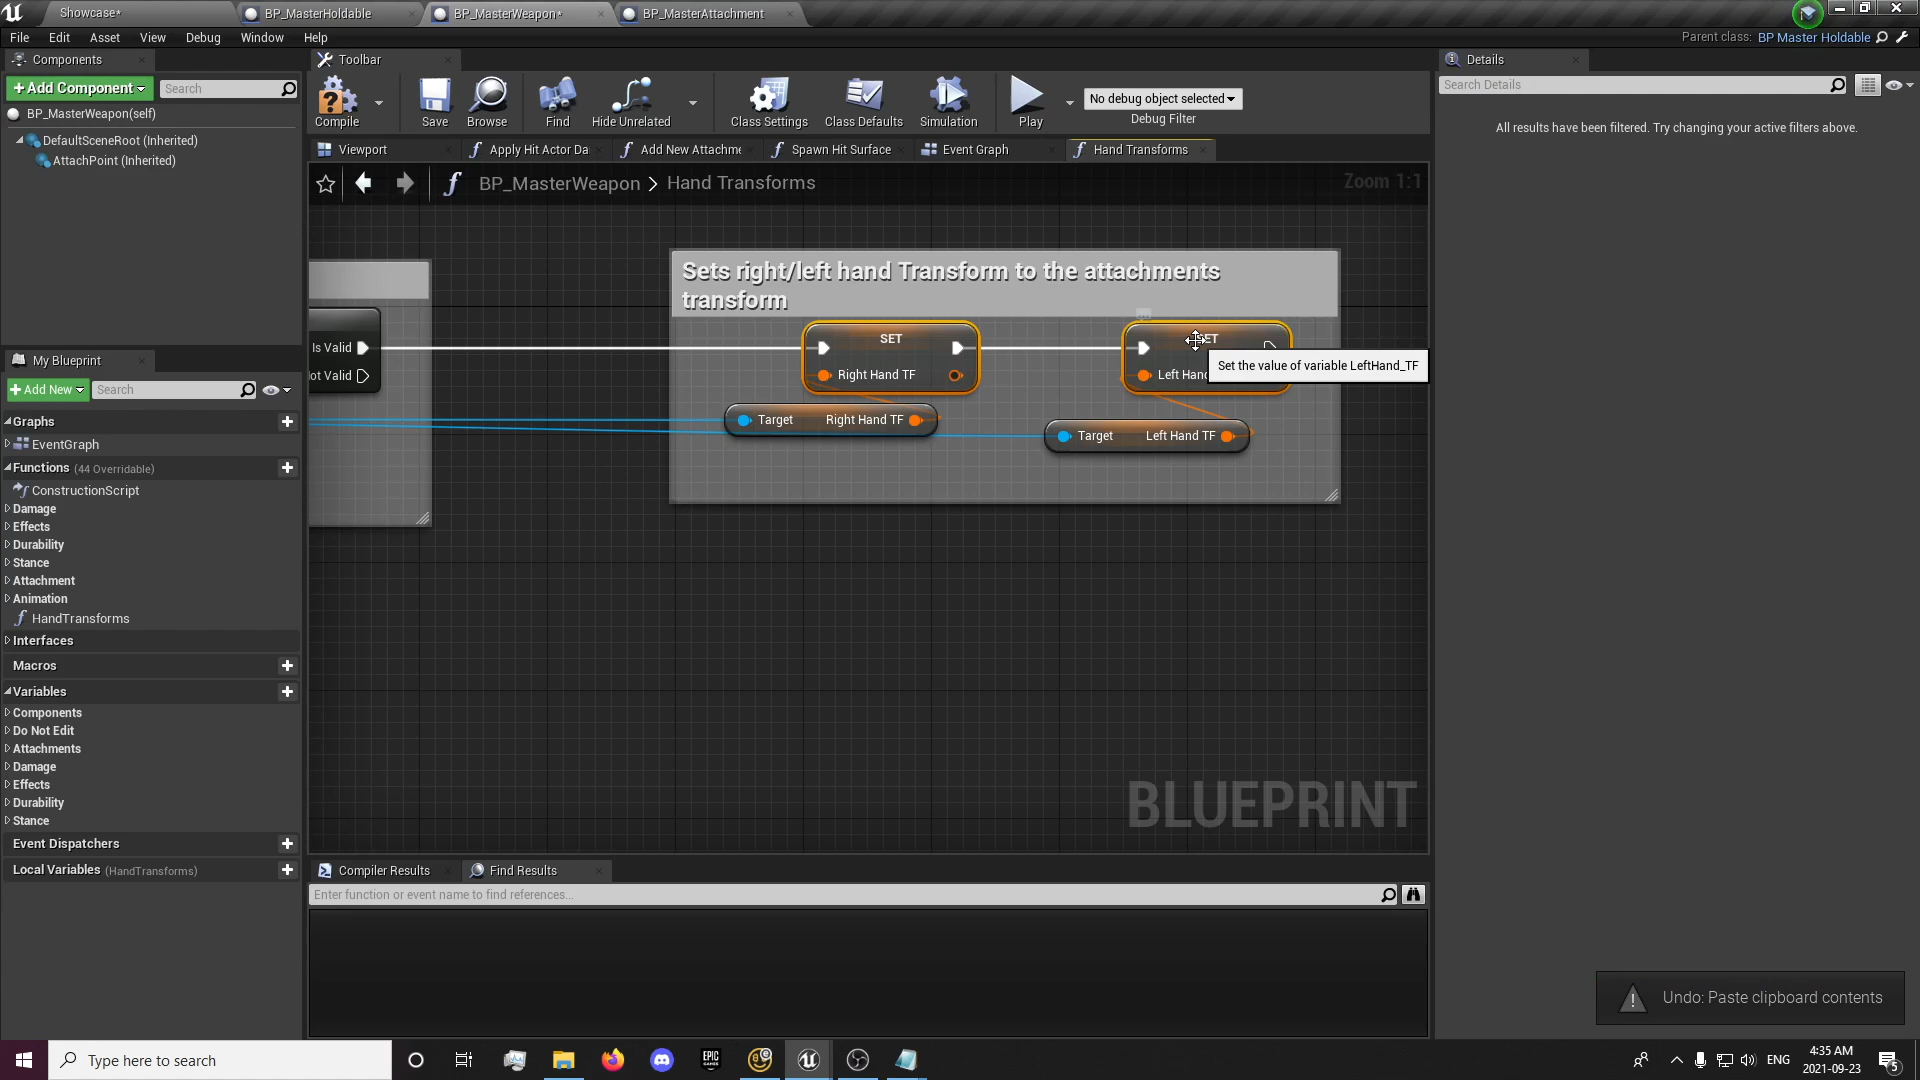 Showcase*
BP_MasterHoldable
BP_MasterWeapon*
BP_MasterAttachment
File
Edit
Asset
View
Debug
Window
Help
Parent class: BP Master Holdable
Components
+Add Component
Search
BP_MasterWeapon(self)
DefaultSceneRoot (Inherited)
AttachPoint (Inherited)
My Blueprint
+Add New
Search
Graphs
EventGraph
Functions (44 Overridable)
ConstructionScript
Damage
Effects
Durability
Stance
Attachment
Animation
HandTransforms
Interfaces
Macros
Variables
Components
Do Not Edit
Attachments
Damage
Effects
Durability
Stance
Event Dispatchers
Local Variables (HandTransforms)
Toolbar
Compile
Save
Browse
Find
Hide Unrelated
Class Settings
Class Defaults
Simulation
Play
No debug object selected
Debug Filter
Viewport
Apply Hit Actor Da
Add New Attachme
Spawn Hit Surface
Event Graph
Hand Transforms
BP_MasterWeapon > Hand Transforms
Zoom 1:1
Sets right/left hand Transform to the attachments
transform
Is Valid
ot Valid
SET
Right Hand TF
SET
Left Hand
Set the value of variable LeftHand_TF
Target
Right Hand TF
Target
Left Hand TF
BLUEPRINT
Compiler Results
Find Results
Enter function or event name to find references...
Details
Search Details
All results have been filtered. Try changing your active filters above.
Undo: Paste clipboard contents
Type here to search
EPIC
ENG
4:35 AM
2021-09-23
5